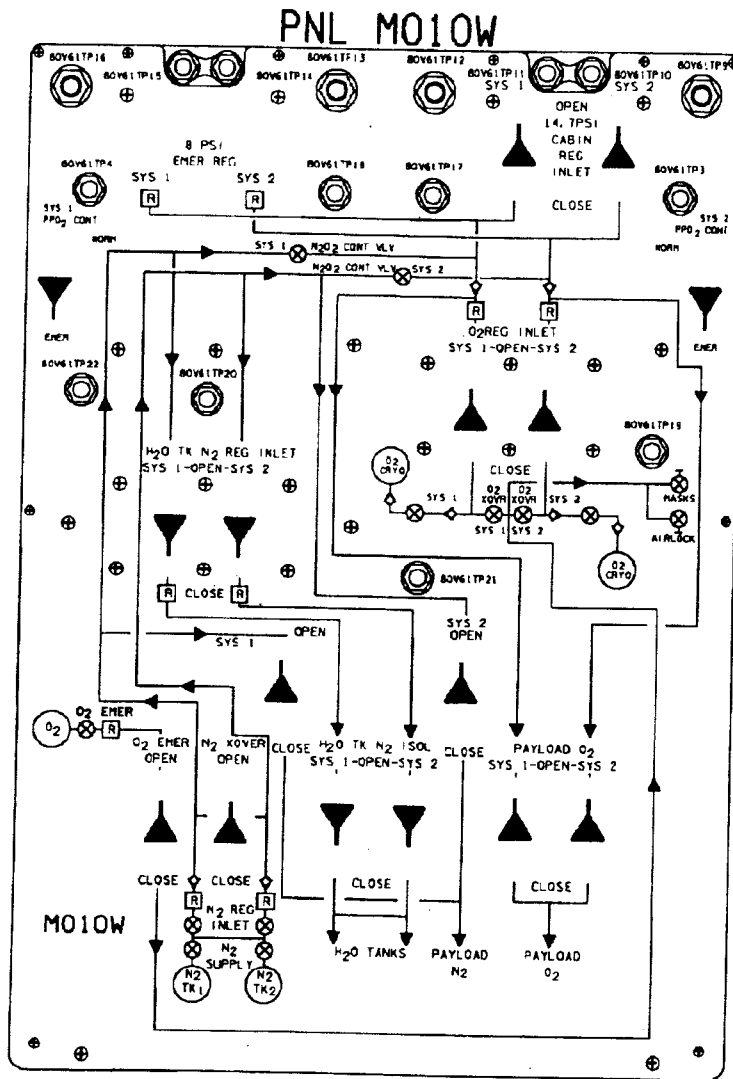 PNL MO10W
80V61TP16
80V61TP15
80V61TP14
80V61TP13
80V61TP12
80V61TP11
SYS 1
80V61TP10
SYS 2
80V61TP9
OPEN
14.7PSI
CABIN
REG
INLET
CLOSE
8 PSI
EMER REG
SYS 1
SYS 2
R
R
80V61TP4
SYS 1
PPO2 CONT
NORM
EMER
80V61TP18
80V61TP17
80V61TP3
SYS 2
PPO2 CONT
NORM
EMER
SYS 1
N2O2 CONT VLV
N2O2 CONT VLV
SYS 2
R
R
O2REG INLET
SYS 1-OPEN-SYS 2
80V61TP22
80V61TP20
80V61TP19
H2O TK N2 REG INLET
SYS 1-OPEN-SYS 2
CLOSE
O2
CRYO
SYS 1
O2
XOVR
SYS 1
O2
XOVR
SYS 2
SYS 2
MASKS
AIRLOCK
O2
CRYO
80V61TP21
R
CLOSE
R
SYS 1
OPEN
SYS 2
OPEN
O2
O2 EMER
R
O2 EMER
OPEN
N2 XOVER
OPEN
CLOSE
H2O TK N2 ISOL
SYS 1-OPEN-SYS 2
CLOSE
PAYLOAD O2
SYS 1-OPEN-SYS 2
CLOSE
CLOSE
CLOSE
CLOSE
R
R
N2 REG
INLET
N2
SUPPLY
N2
TK1
N2
TK2
MO10W
H2O TANKS
PAYLOAD
N2
PAYLOAD
O2